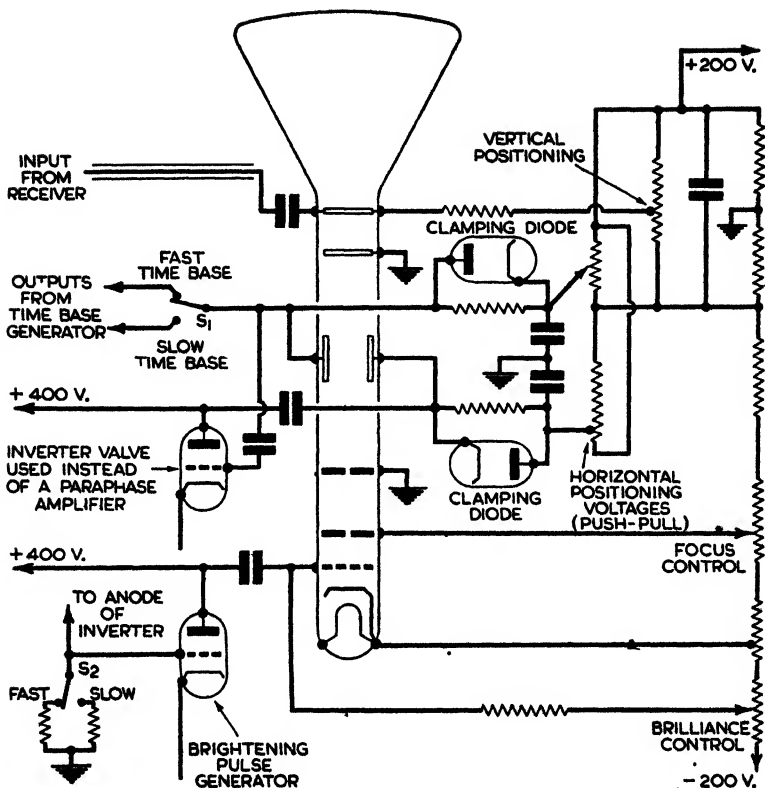 +200 V.
VERTICAL
POSITIONING
INPUT
FROM
RECEIVER
CLAMPING DIODE
FAST
TIME BASE
OUTPUTS
FROM
TIME BASE
GENERATOR
S1
SLOW
TIME BASE
+ 400 V.
INVERTER VALVE
USED INSTEAD
OF A PARAPHASE
AMPLIFIER
CLAMPING
DIODE
HORIZONTAL
POSITIONING
VOLTAGES
(PUSH-PULL)
FOCUS
CONTROL
+400 V.
TO ANODE
OF
INVERTER
S2
FAST
SLOW
BRIGHTENING
PULSE
GENERATOR
BRILLIANCE
CONTROL
- 200 V.